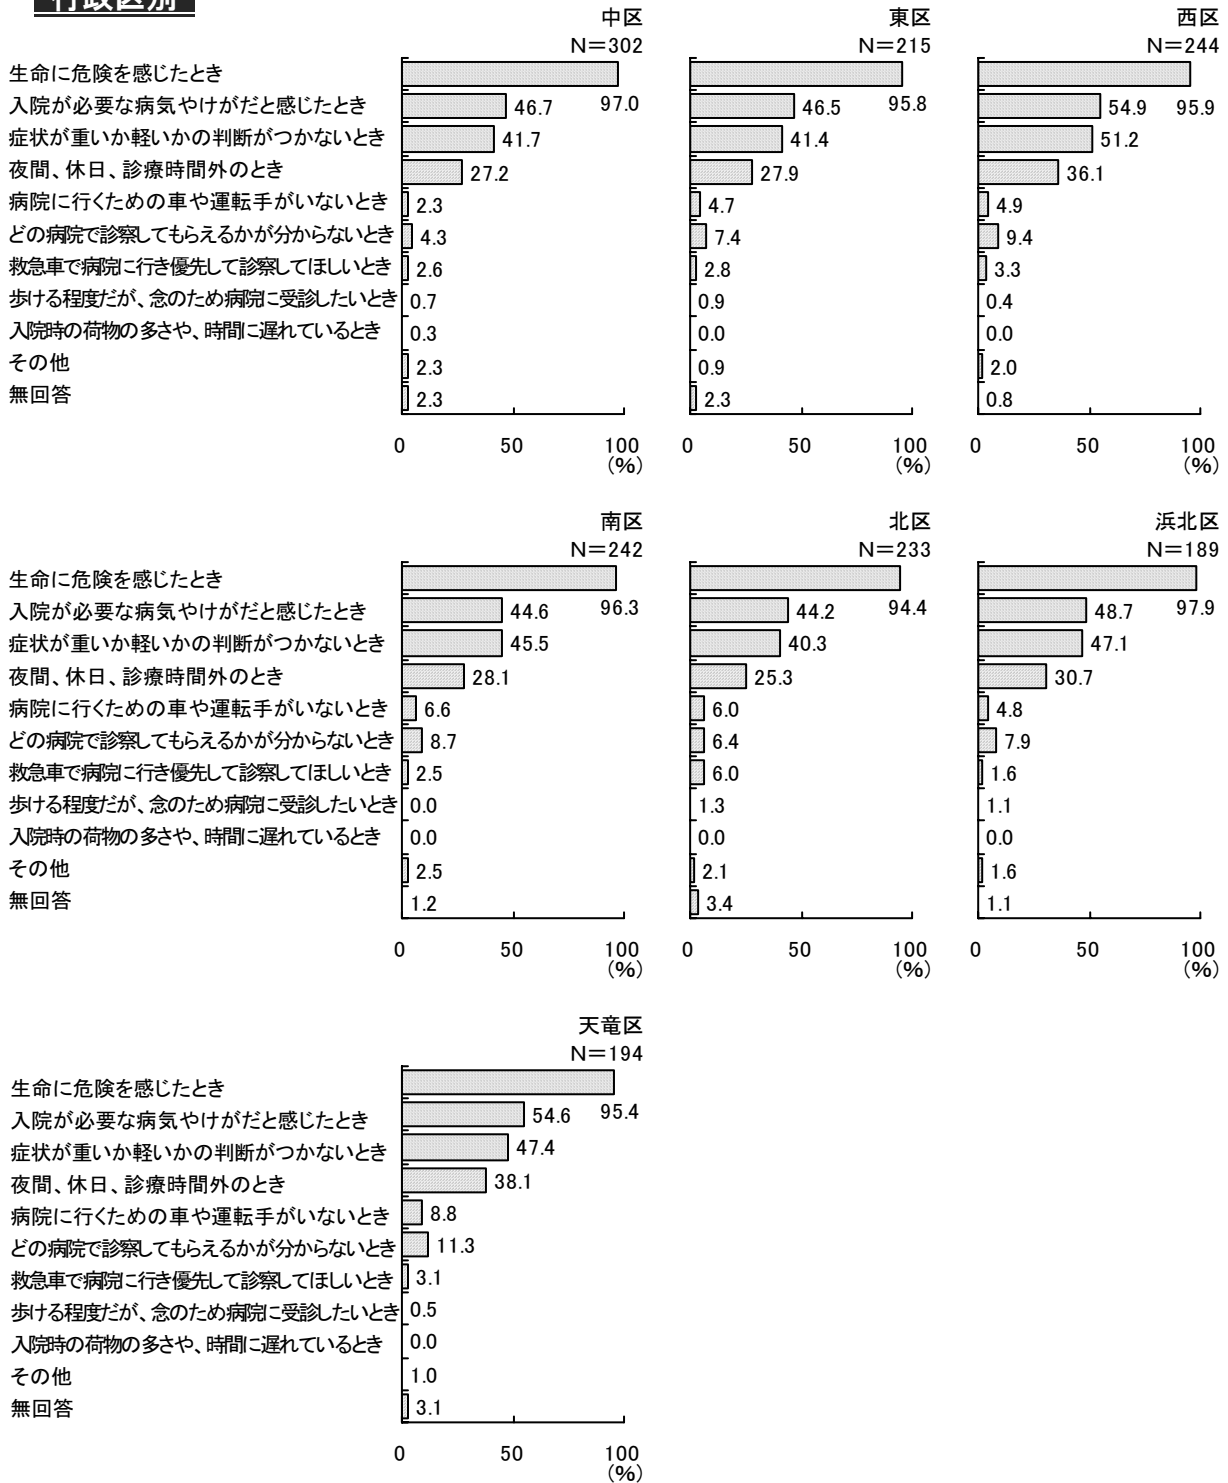 行政区別
中区 東区 西区
N=302 N=215 N=244
生命に危険を感じたとき 97.0 95.8 95.9
入院が必要な病気やけがだと感じたとき 46.7 46.5 54.9
症状が重いか軽いかの判断がつかないとき 41.7 41.4 51.2
夜間、休日、診療時間外のとき 27.2 27.9 36.1
病院に行くための車や運転手がいないとき 2.3 4.7 4.9
どの病院で診察してもらえるかが分からないとき 4.3 7.4 9.4
救急車で病院に行き優先して診察してほしいとき 2.6 2.8 3.3
歩ける程度だが、念のため病院に受診したいとき 0.7 0.9 0.4
入院時の荷物の多さや、時間に遅れているとき 0.3 0.0 0.0
その他 2.3 0.9 2.0
無回答 2.3 2.3 0.8
0 50 100 0 50 100 0 50 100
(%) (%) (%)
南区 北区 浜北区
N=242 N=233 N=189
生命に危険を感じたとき 96.3 94.4 97.9
入院が必要な病気やけがだと感じたとき 44.6 44.2 48.7
症状が重いか軽いかの判断がつかないとき 45.5 40.3 47.1
夜間、休日、診療時間外のとき 28.1 25.3 30.7
病院に行くための車や運転手がいないとき 6.6 6.0 4.8
どの病院で診察してもらえるかが分からないとき 8.7 6.4 7.9
救急車で病院に行き優先して診察してほしいとき 2.5 6.0 1.6
歩ける程度だが、念のため病院に受診したいとき 0.0 1.3 1.1
入院時の荷物の多さや、時間に遅れているとき 0.0 0.0 0.0
その他 2.5 2.1 1.6
無回答 1.2 3.4 1.1
0 50 100 0 50 100 0 50 100
(%) (%) (%)
天竜区
N=194
生命に危険を感じたとき 95.4
入院が必要な病気やけがだと感じたとき 54.6
症状が重いか軽いかの判断がつかないとき 47.4
夜間、休日、診療時間外のとき 38.1
病院に行くための車や運転手がいないとき 8.8
どの病院で診察してもらえるかが分からないとき 11.3
救急車で病院に行き優先して診察してほしいとき 3.1
歩ける程度だが、念のため病院に受診したいとき 0.5
入院時の荷物の多さや、時間に遅れているとき 0.0
その他 1.0
無回答 3.1
0 50 100
(%)